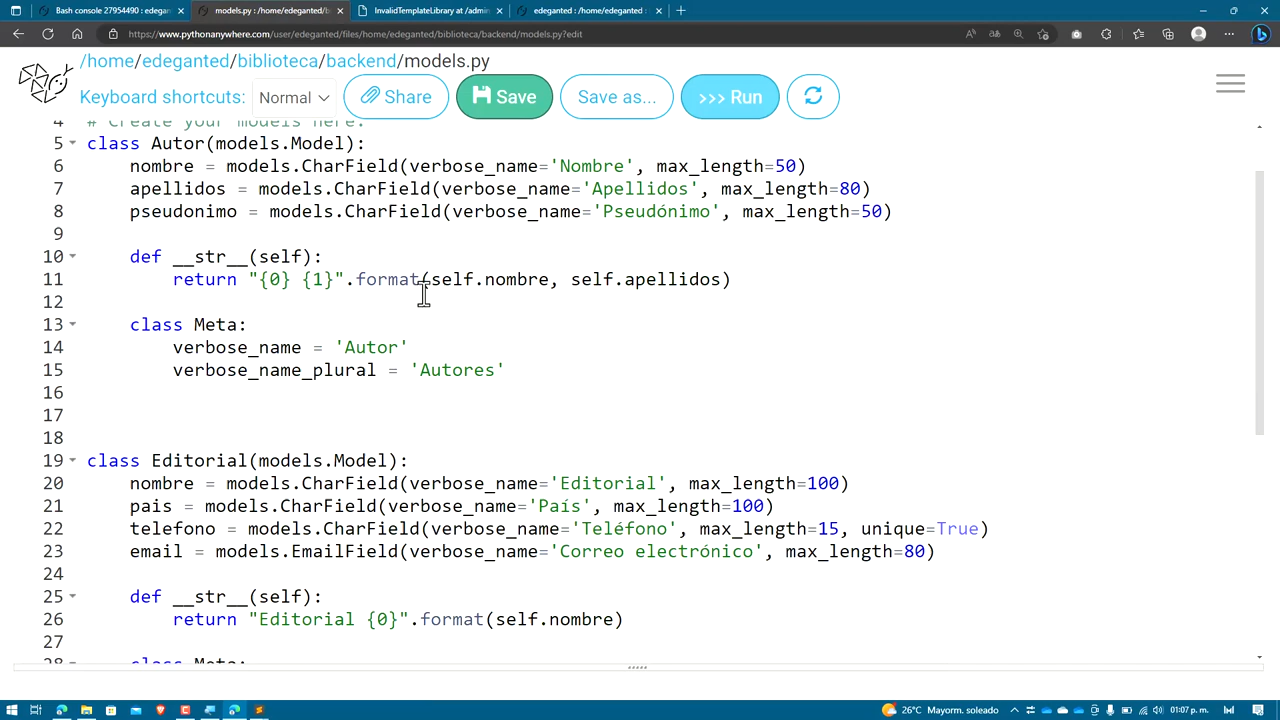 Bash console 27954490 : edegan
models.py : /home/edeganted/b
InvalidTemplateLibrary at /admin
edeganted : /home/edeganted :
https://www.pythonanywhere.com/user/edeganted/files/home/edeganted/biblioteca/backend/models.py?edit
/home/edeganted/biblioteca/backend/models.py
Keyboard shortcuts: Normal Share Save Save as... >>> Run
4 # Create your models here.
5 class Autor(models.Model):
6 nombre = models.CharField(verbose_name='Nombre', max_length=50)
7 apellidos = models.CharField(verbose_name='Apellidos', max_length=80)
8 pseudonimo = models.CharField(verbose_name='Pseudónimo', max_length=50)
9
10 def __str__(self):
11 return "{0} {1}".format(self.nombre, self.apellidos)
12
13 class Meta:
14 verbose_name = 'Autor'
15 verbose_name_plural = 'Autores'
16
17
18
19 class Editorial(models.Model):
20 nombre = models.CharField(verbose_name='Editorial', max_length=100)
21 pais = models.CharField(verbose_name='País', max_length=100)
22 telefono = models.CharField(verbose_name='Teléfono', max_length=15, unique=True)
23 email = models.EmailField(verbose_name='Correo electrónico', max_length=80)
24
25 def __str__(self):
26 return "Editorial {0}".format(self.nombre)
27
28 class Meta:
26°C Mayorm. soleado 01:07 p. m.